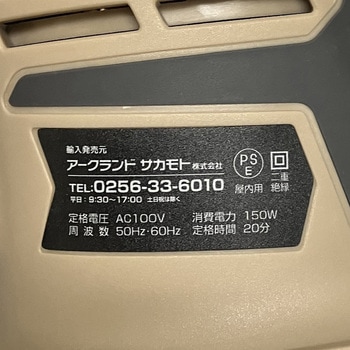 輸入発売元
アークランド サカモト株式会社
TEL:0256-33-6010
平日:9:30～17:00 土日祝は除く
PS
E
屋内用
二重
絶縁
定格電圧 AC100V 消費電力 150W
周波数 50Hz･60Hz 定格時間 20分